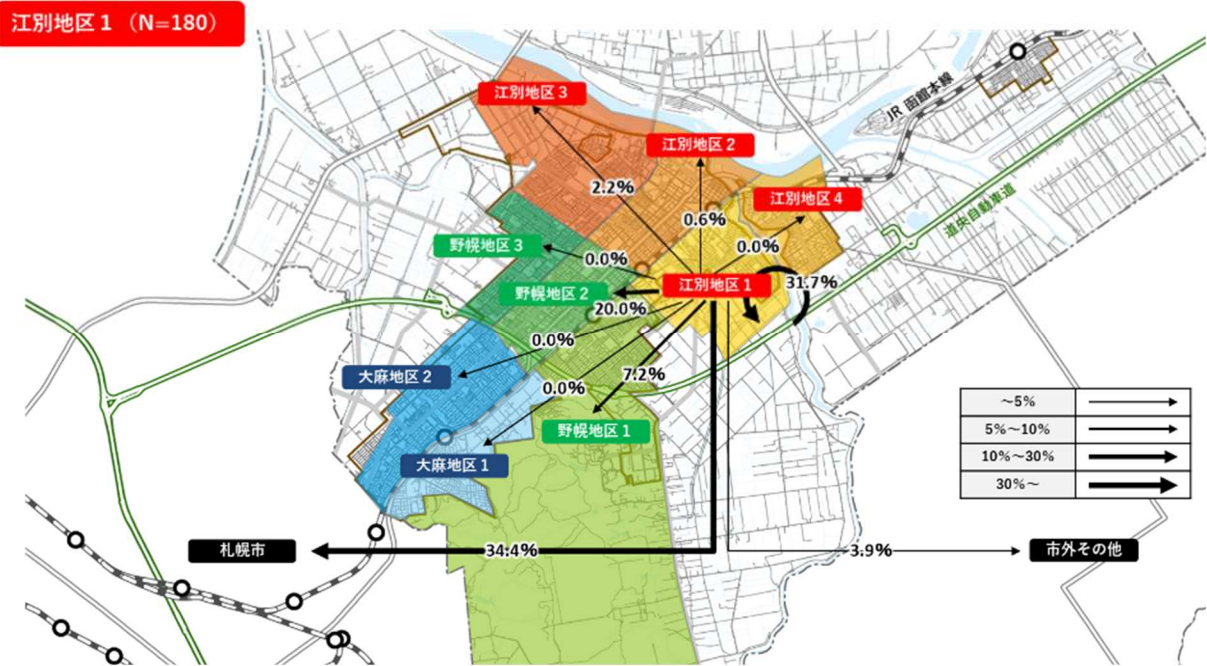 江別地区1 (N=180)
江別地区3
江別地区2
江別地区4
JR 函館本線
道央自動車道
2.2%
0.6%
0.0%
野幌地区3
0.0%
江別地区1
31.7%
野幌地区2
20.0%
0.0%
大麻地区2
0.0%
7.2%
野幌地区1
大麻地区1
~5%
5%~10%
10%~30%
30%~
札幌市
34.4%
3.9%
市外その他